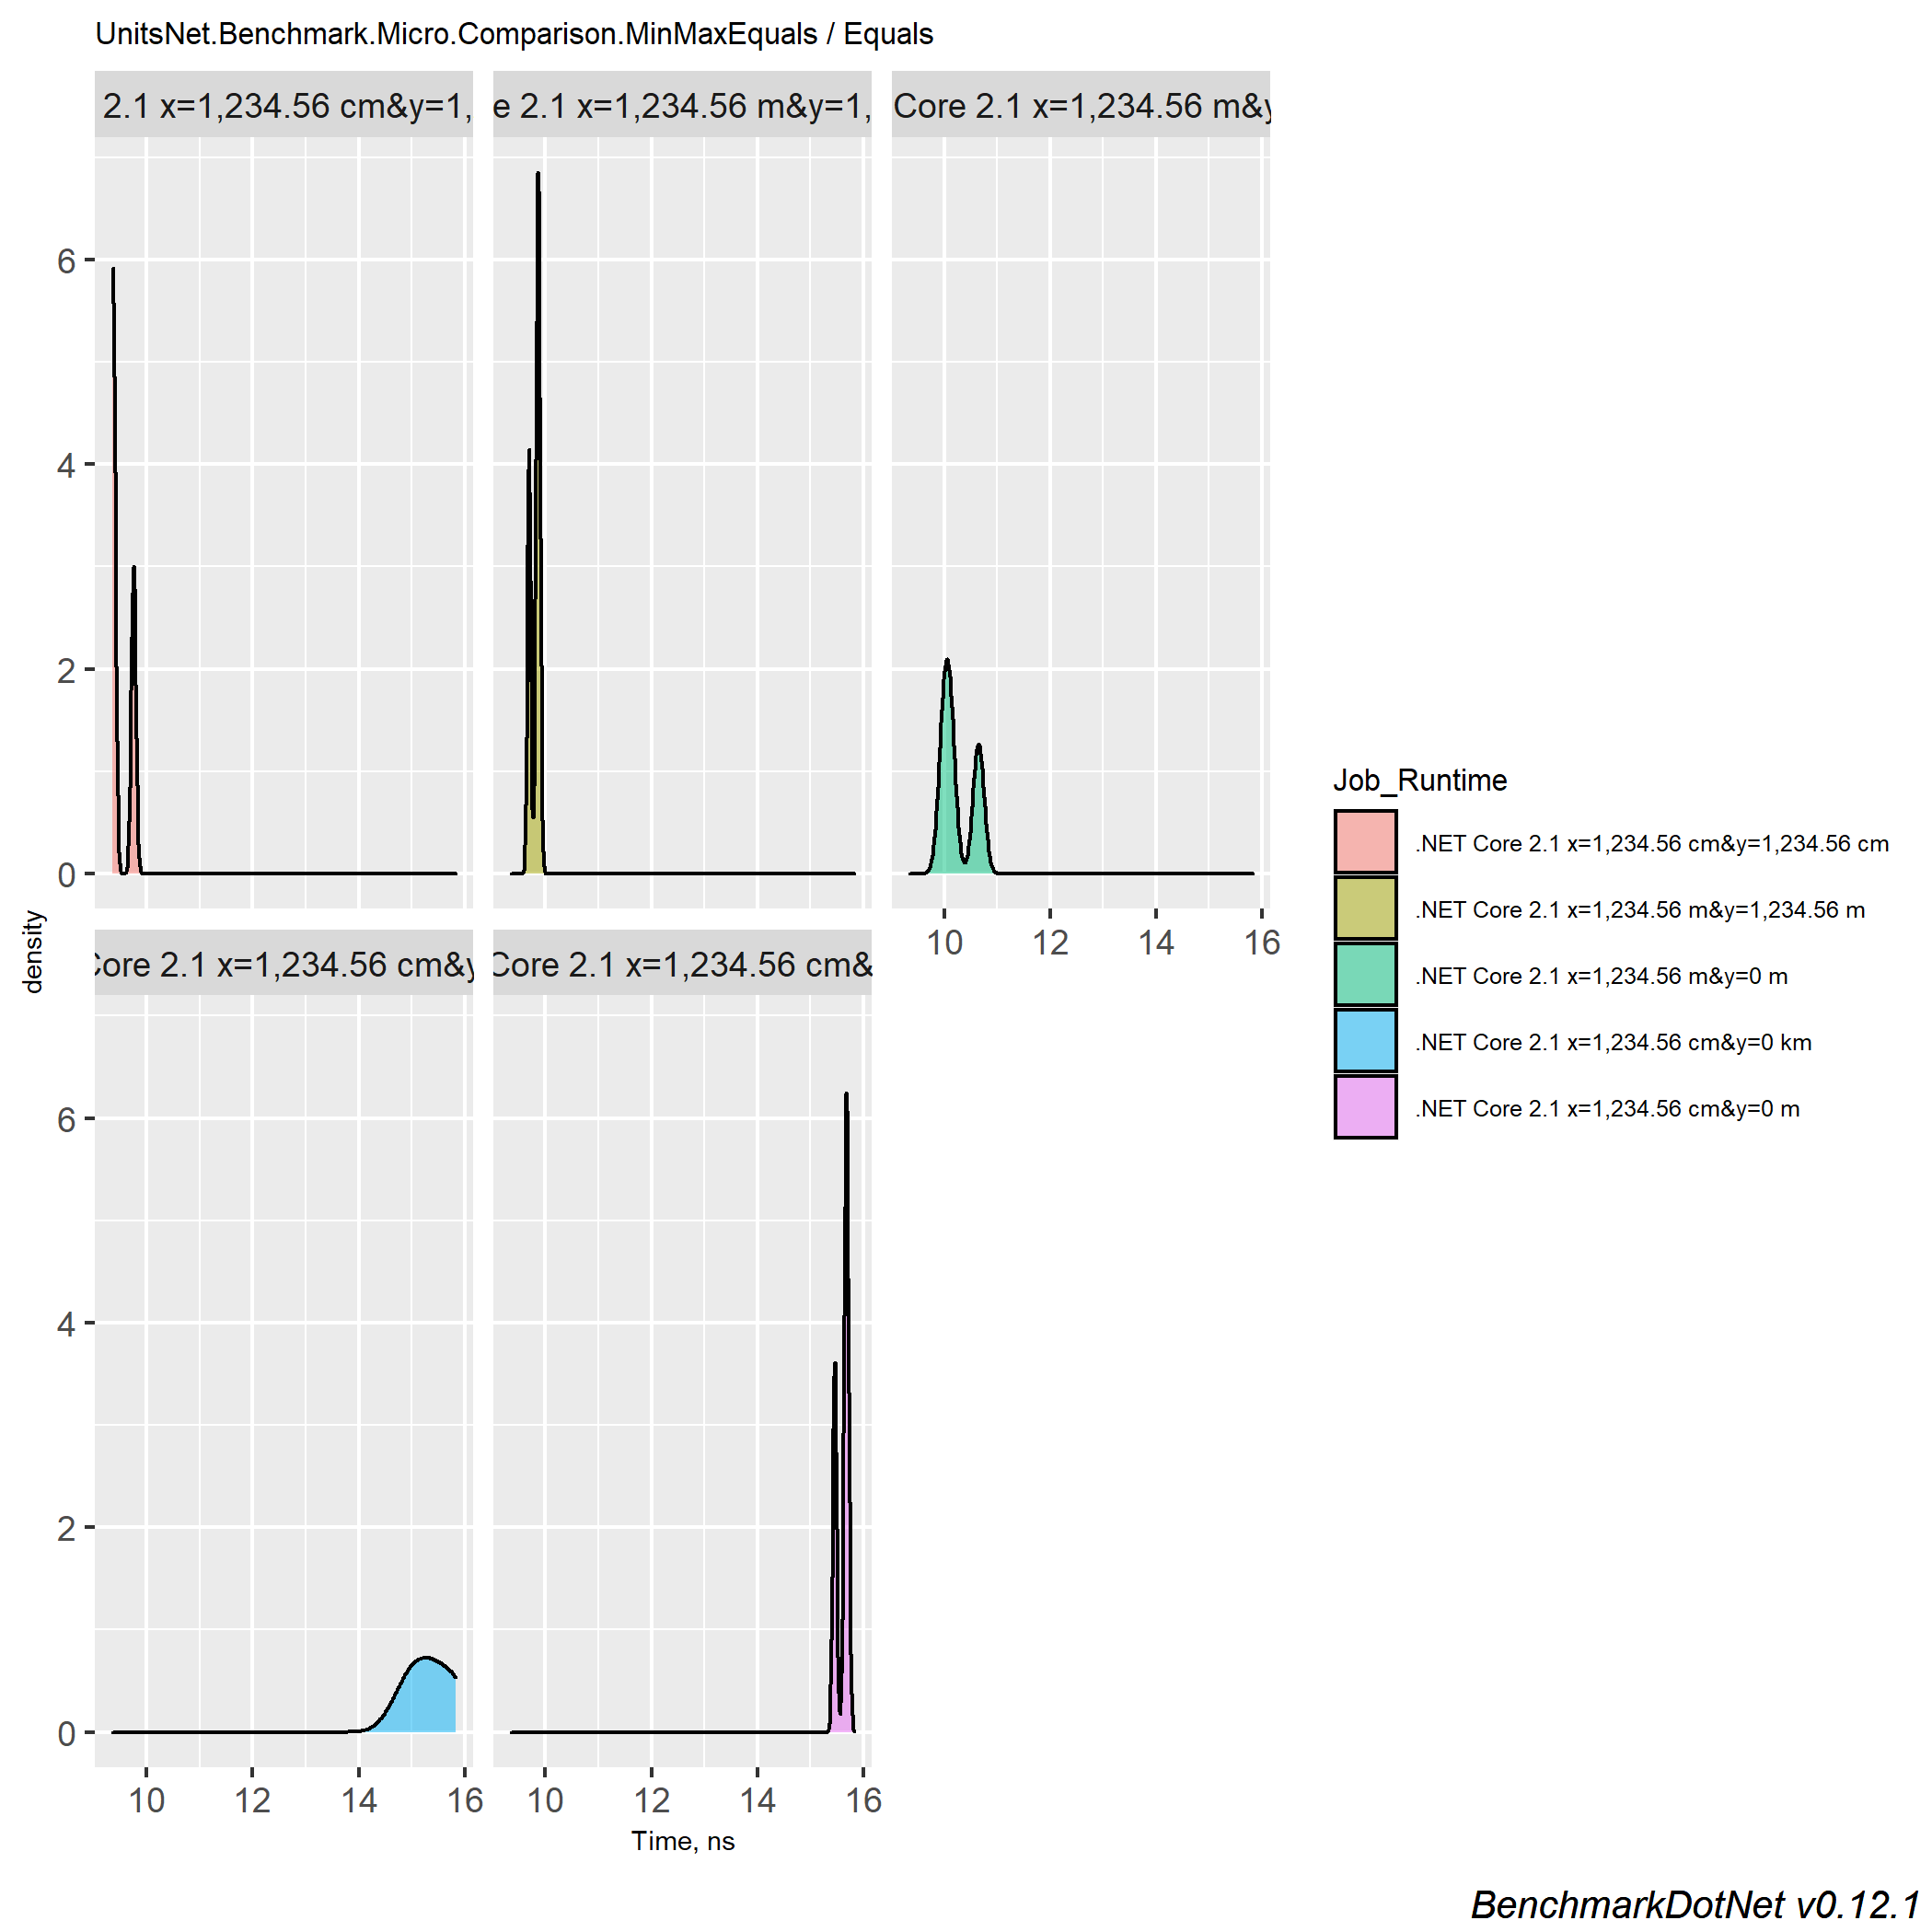 UnitsNet.Benchmark.Micro.Comparison.MinMaxEquals / Equals
2.1 x=1,234.56 cm&y=1,
e 2.1 x=1,234.56 m&y=1,
Core 2.1 x=1,234.56 m&y
6
4
2
0
10 12 14 16
density
Core 2.1 x=1,234.56 cm&y
Core 2.1 x=1,234.56 cm&
6
4
2
0
10 12 14 16
10 12 14 16
Time, ns
Job_Runtime
.NET Core 2.1 x=1,234.56 cm&y=1,234.56 cm
.NET Core 2.1 x=1,234.56 m&y=1,234.56 m
.NET Core 2.1 x=1,234.56 m&y=0 m
.NET Core 2.1 x=1,234.56 cm&y=0 km
.NET Core 2.1 x=1,234.56 cm&y=0 m
BenchmarkDotNet v0.12.1